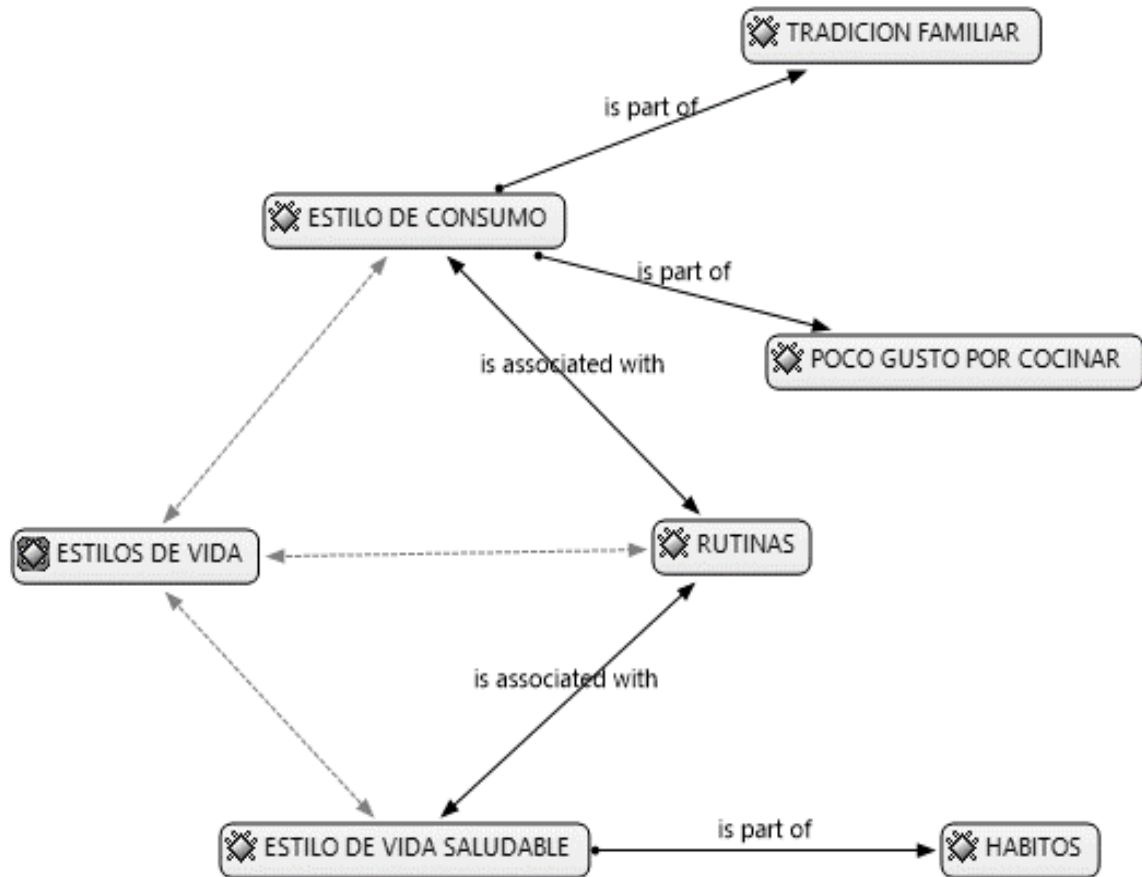 TRADICION FAMILIAR
is part of
ESTILO DE CONSUMO
is part of
POCO GUSTO POR COCINAR
is associated with
ESTILOS DE VIDA
RUTINAS
is associated with
is part of
ESTILO DE VIDA SALUDABLE
HABITOS